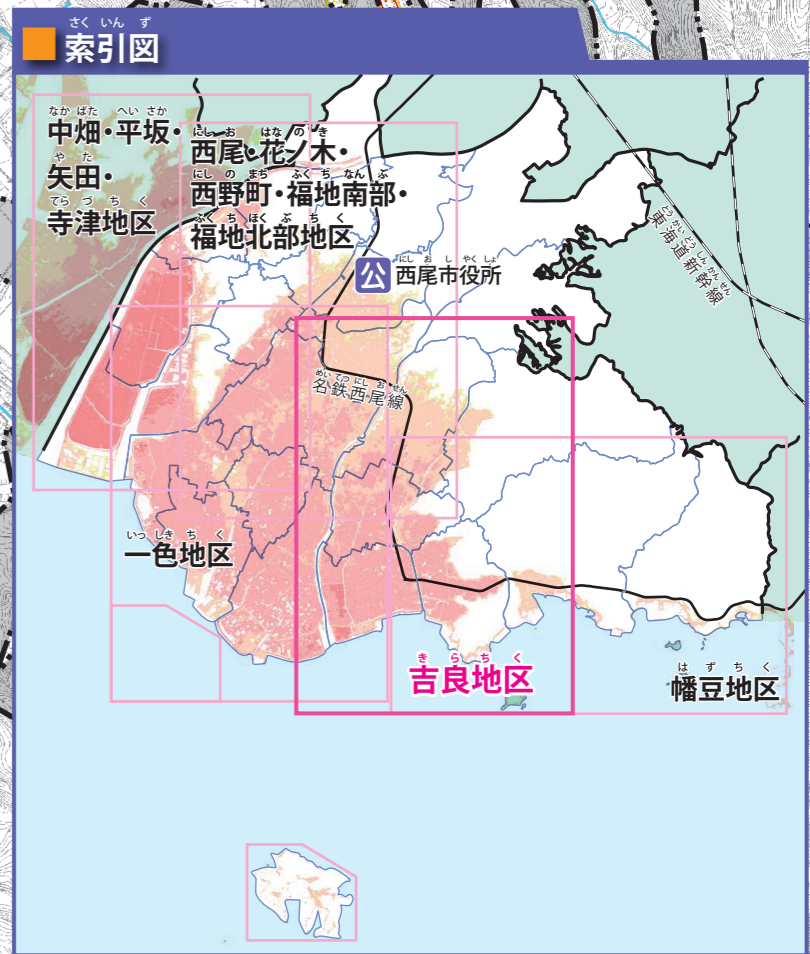 さくいんず
索引図
なかばた へいさか
中畑・平坂・
やた
矢田・
てらづちく
寺津地区
にしお はなのき
西尾・花ノ木・
にしのまち ふくちなんぶ
西野町・福地南部・
ふくちほくぶちく
福地北部地区
にしおしやくしょ
公 西尾市役所
とうかいどうしんかんせん
東海道新幹線
めいてつにしおせん
名鉄西尾線
いっしきちく
一色地区
きらちく
吉良地区
はずちく
幡豆地区